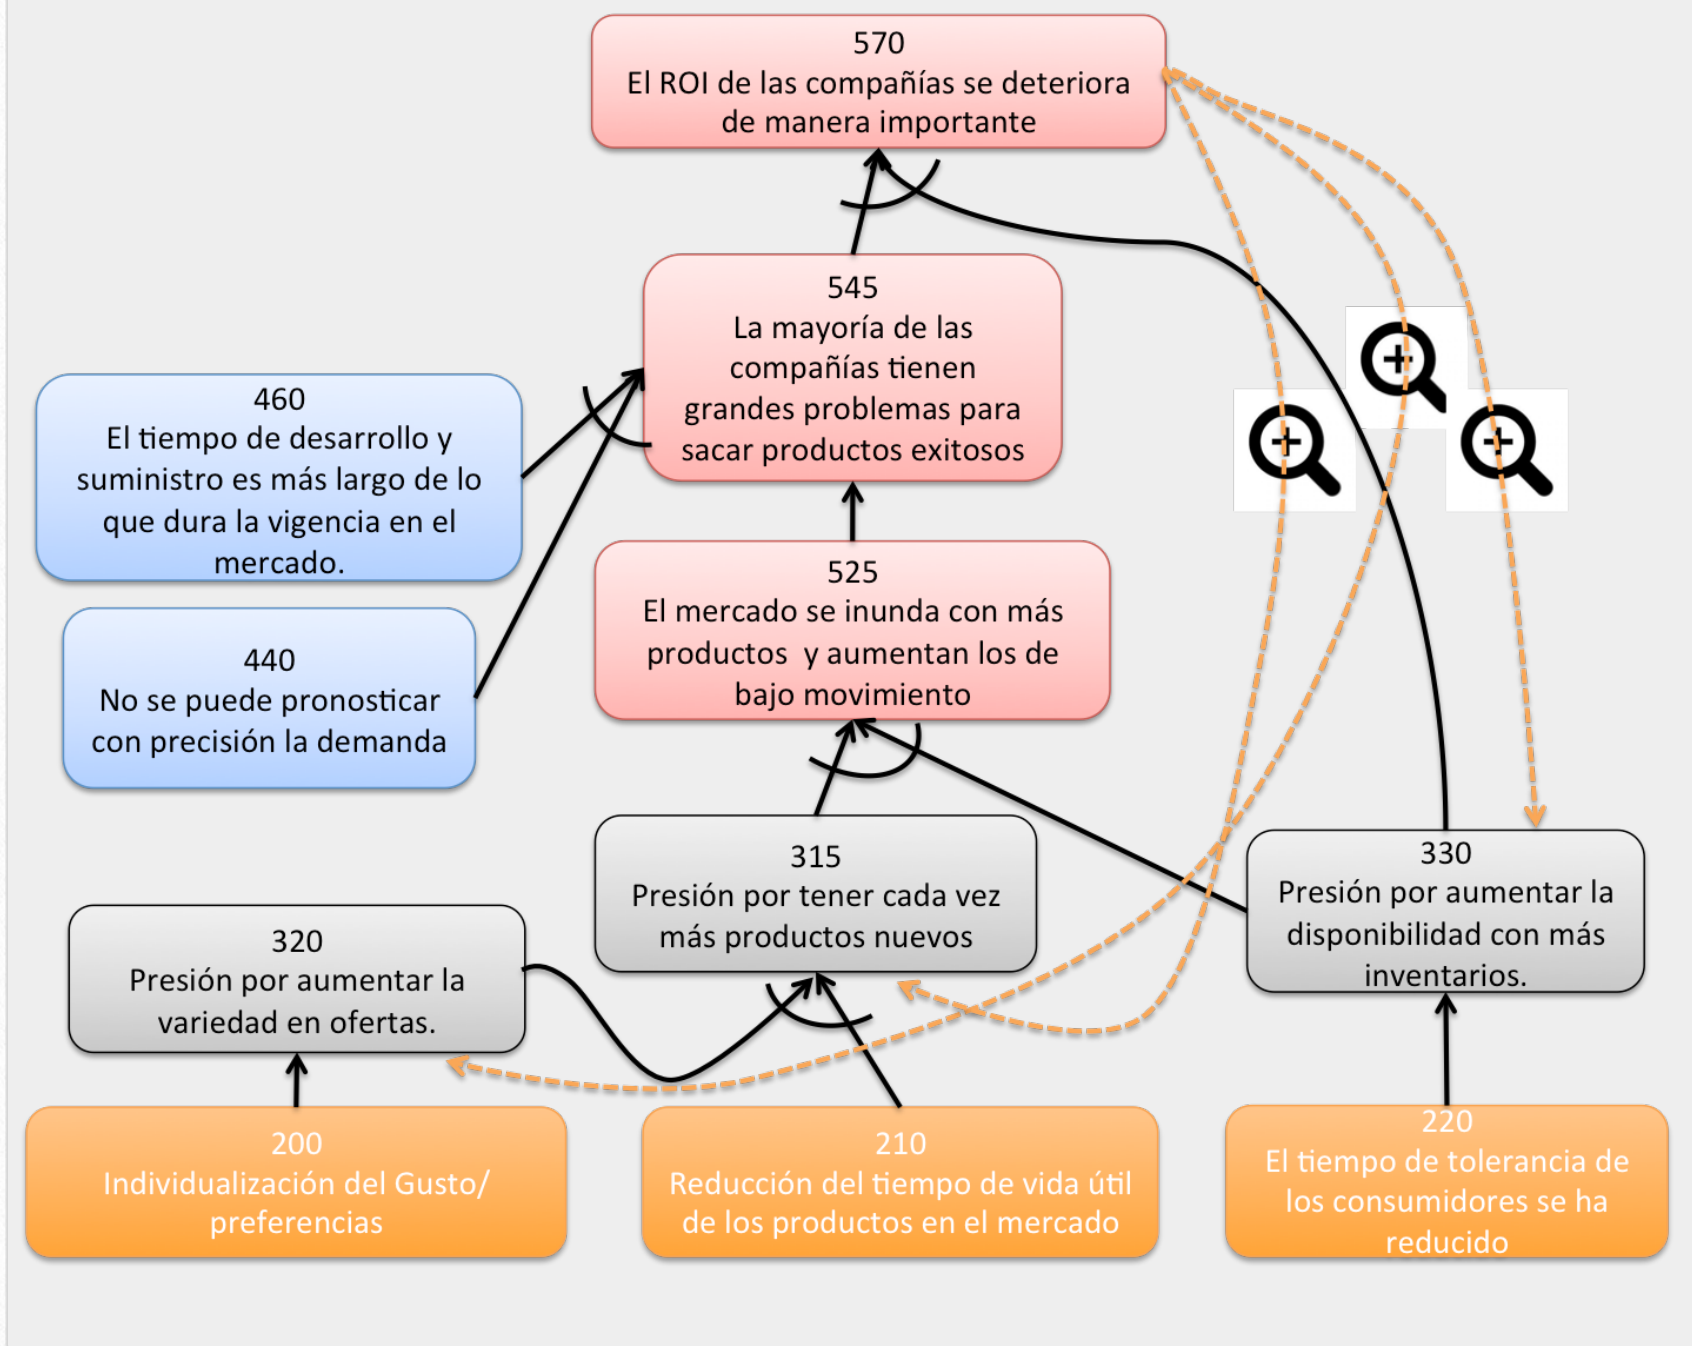 570
El ROI de las compañías se deteriora
de manera importante
545
La mayoría de las
compañías tienen
grandes problemas para
sacar productos exitosos
460
El tiempo de desarrollo y
suministro es más largo de lo
que dura la vigencia en el
mercado.
525
El mercado se inunda con más
productos y aumentan los de
bajo movimiento
440
No se puede pronosticar
con precisión la demanda
315
Presión por tener cada vez
más productos nuevos
330
Presión por aumentar la
disponibilidad con más
inventarios.
320
Presión por aumentar la
variedad en ofertas.
200
Individualización del Gusto/
preferencias
210
Reducción del tiempo de vida útil
de los productos en el mercado
220
El tiempo de tolerancia de
los consumidores se ha
reducido